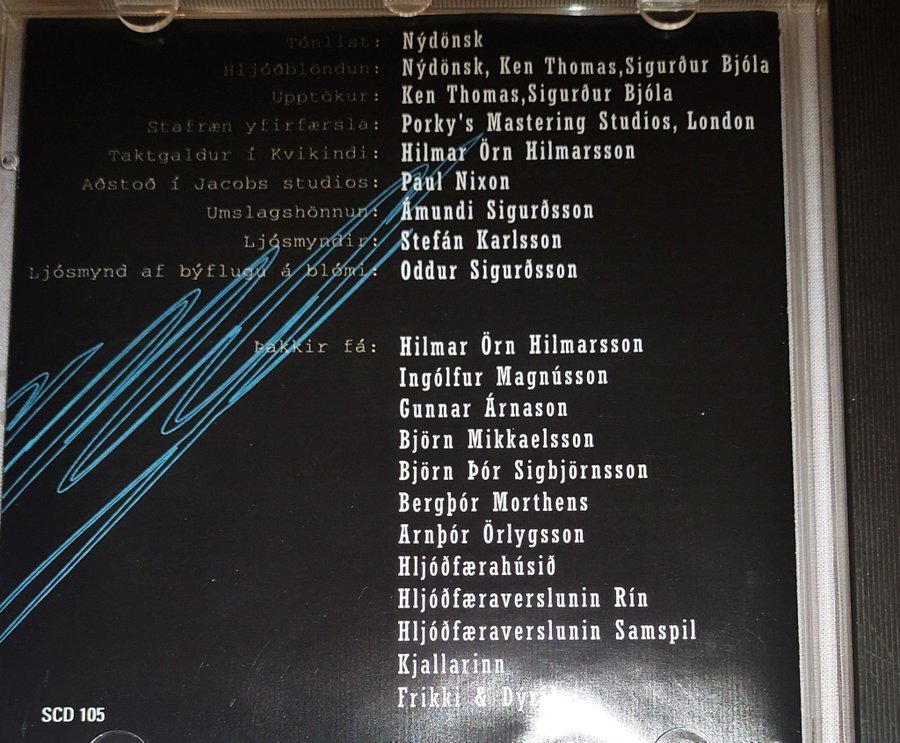 Tónlist: Nýdönsk
Hljóðblöndun: Nýdönsk, Ken Thomas,Sigurður Bjóla
Upptökur: Ken Thomas,Sigurður Bjóla
Stafræn yfirfærsla: Porky's Mastering Studios, London
Taktgaldur í Kvikindi: Hilmar Örn Hilmarsson
Aðstoð í Jacobs studios: Paul Nixon
Umslagshönnun: Ámundi Sigurðsson
Ljósmyndir: Stefán Karlsson
Ljósmynd af býflugu á blómi: Oddur Sigurðsson
Þakkir fá: Hilmar Örn Hilmarsson
Ingólfur Magnússon
Gunnar Árnason
Björn Mikkaelsson
Björn Þór Sigbjörnsson
Bergþór Morthens
Arnþór Örlygsson
Hljóðfærahúsið
Hljóðfæraverslunin Rín
Hljóðfæraverslunin Samspil
Kjallarinn
Frikki &
SCD 105